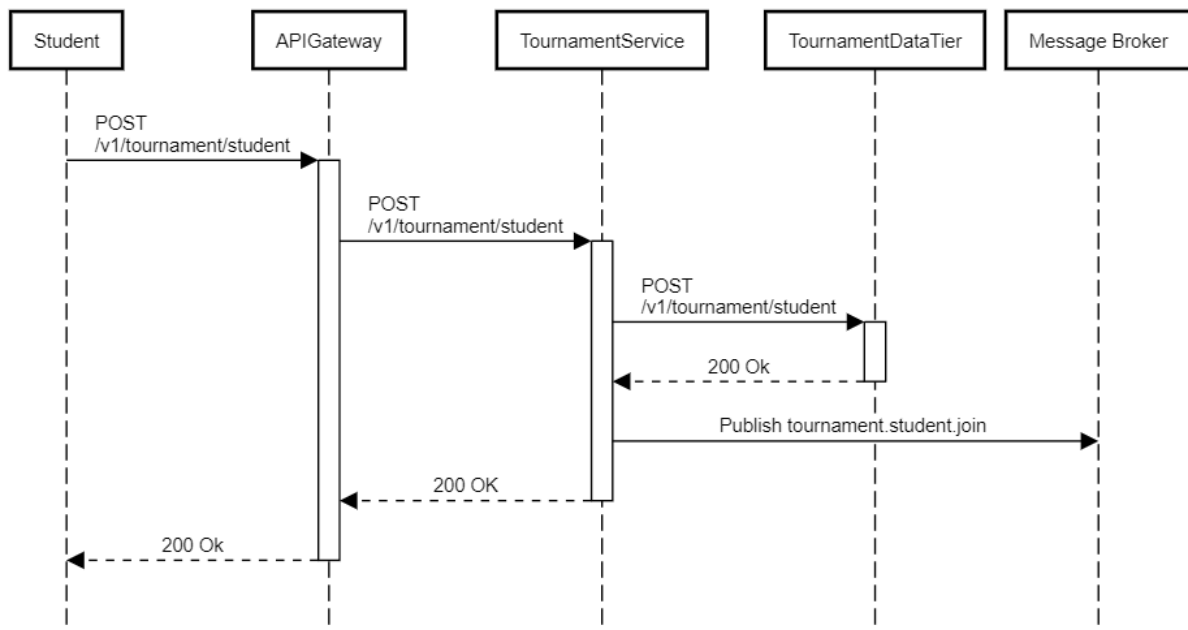 Student
APIGateway
TournamentService
TournamentDataTier
Message Broker
POST
/v1/tournament/student
POST
/v1/tournament/student
POST
/v1/tournament/student
200 Ok
Publish tournament.student.join
200 OK
200 Ok